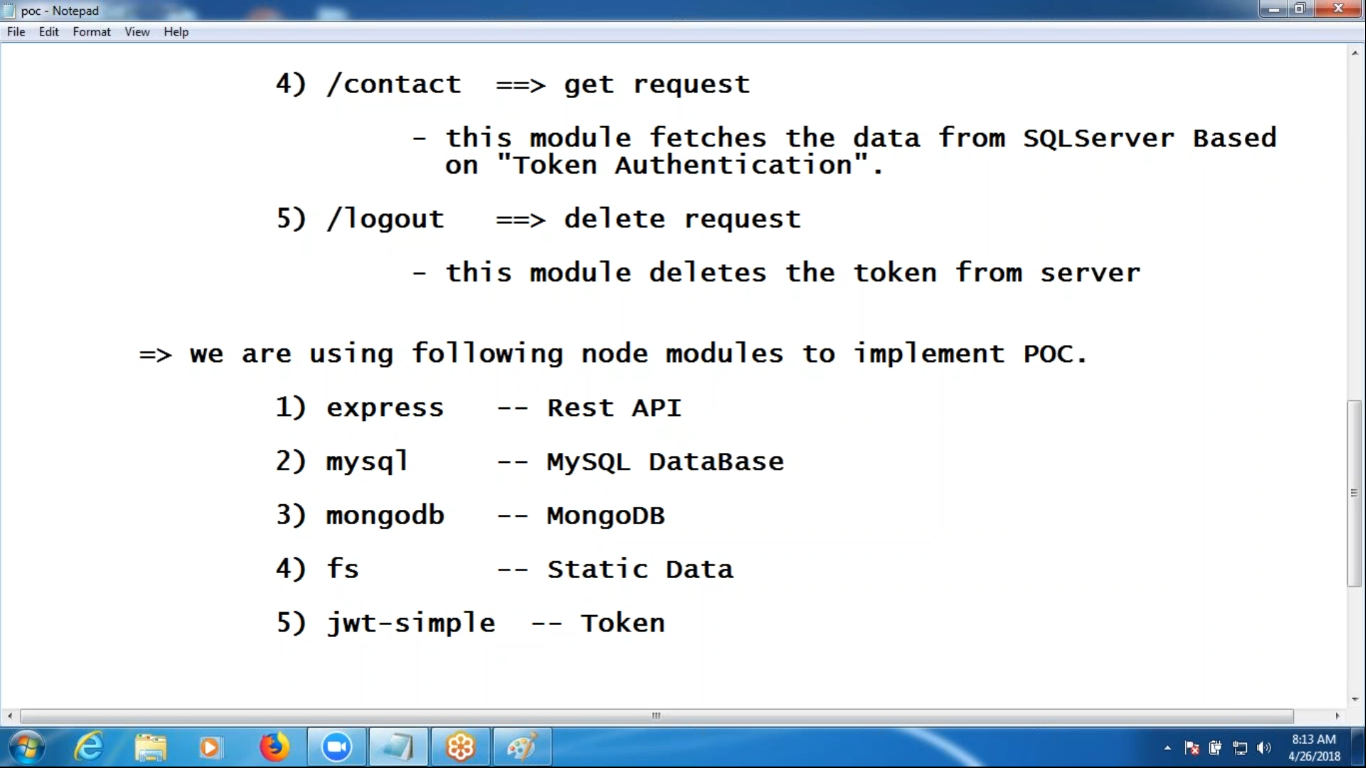 poc - Notepad
File Edit Format View Help
4) /contact ==> get request
- this module fetches the data from SQLServer Based
on "Token Authentication".
5) /logout ==> delete request
- this module deletes the token from server
=> we are using following node modules to implement POC.
1) express -- Rest API
2) mysql -- MySQL DataBase
3) mongodb -- MongoDB
4) fs -- Static Data
5) jwt-simple -- Token
8:13 AM
4/26/2018